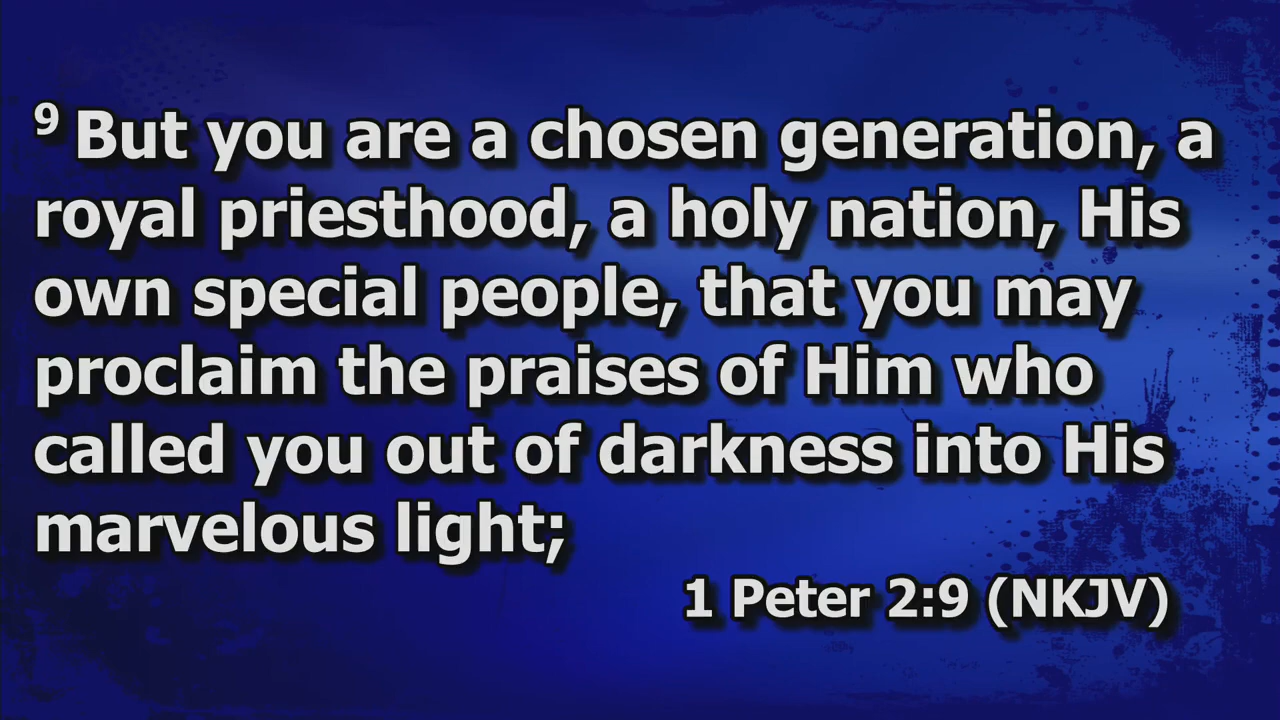 9 But you are a chosen generation, a
royal priesthood, a holy nation, His
own special people, that you may
proclaim the praises of Him who
called you out of darkness into His
marvelous light;
1 Peter 2:9 (NKJV)